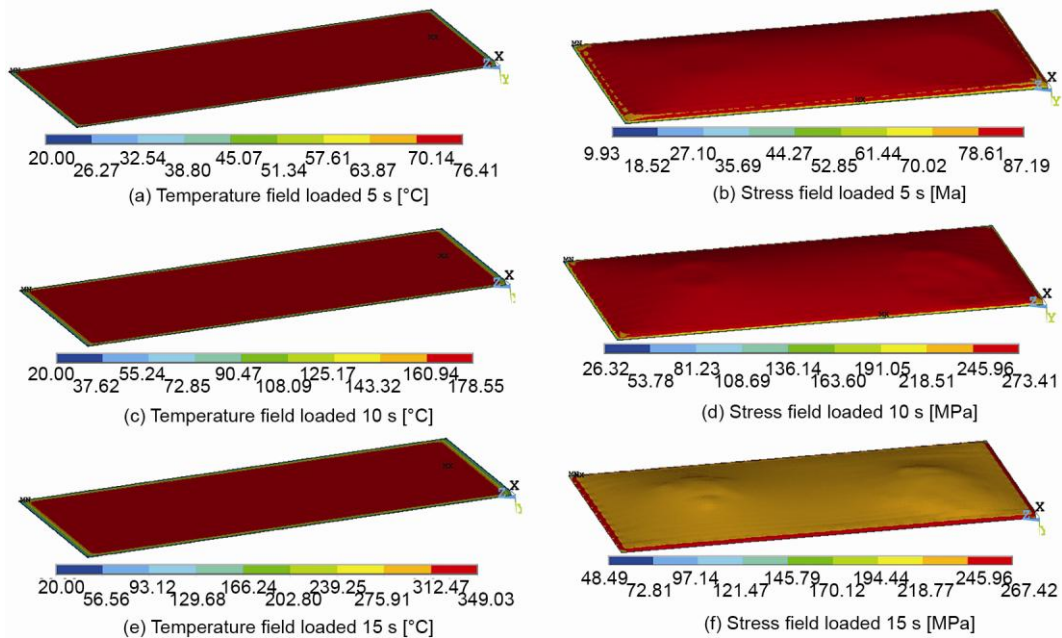 X
Z
Y
20.00 32.54 45.07 57.61 70.14
26.27 38.80 51.34 63.87 76.41
(a) Temperature field loaded 5 s [°C]
MX
X
Z
Y
9.93 27.10 44.27 61.44 78.61
18.52 35.69 52.85 70.02 87.19
(b) Stress field loaded 5 s [Ma]
X
Z
20.00 55.24 90.47 125.17 160.94
37.62 72.85 108.09 143.32 178.55
(c) Temperature field loaded 10 s [°C]
MX
X
Z
Y
26.32 81.23 136.14 191.05 245.96
53.78 108.69 163.60 218.51 273.41
(d) Stress field loaded 10 s [MPa]
X
Z
20.00 93.12 166.24 239.25 312.47
56.56 129.68 202.80 275.91 349.03
(e) Temperature field loaded 15 s [°C]
X
Z
48.49 97.14 145.79 194.44 245.96
72.81 121.47 170.12 218.77 267.42
(f) Stress field loaded 15 s [MPa]